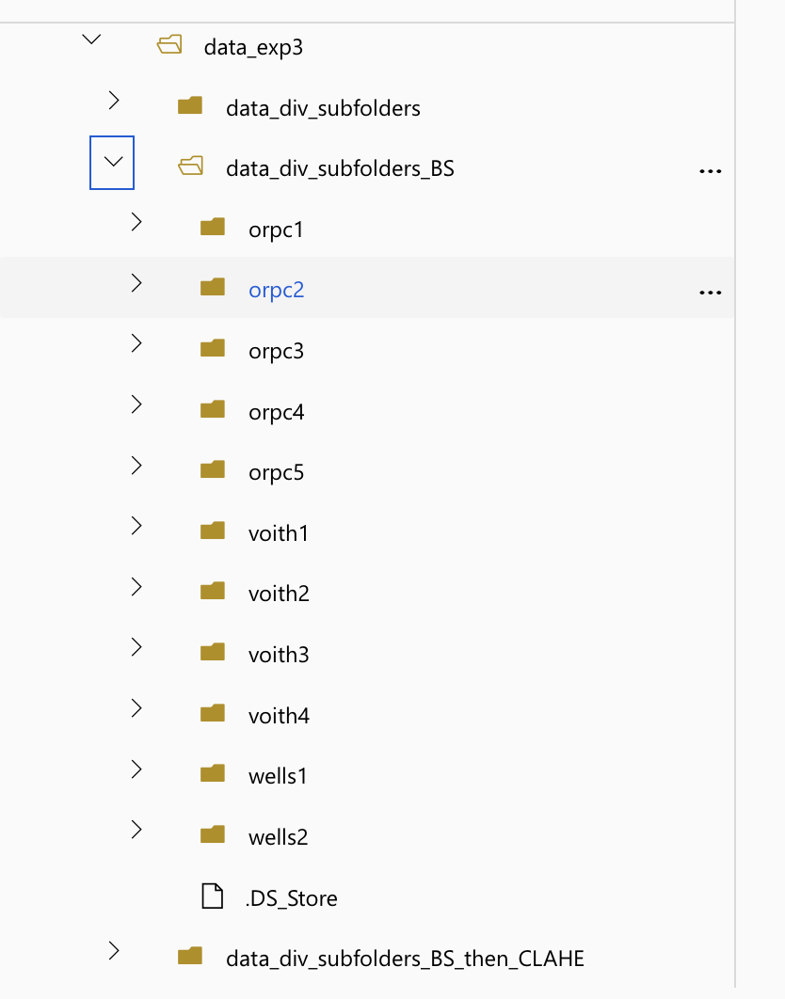 data_exp3
data_div_subfolders
data_div_subfolders_BS
orpc1
orpc2
orpc3
orpc4
orpc5
voith1
voith2
voith3
voith4
wells1
wells2
.DS_Store
data_div_subfolders_BS_then_CLAHE